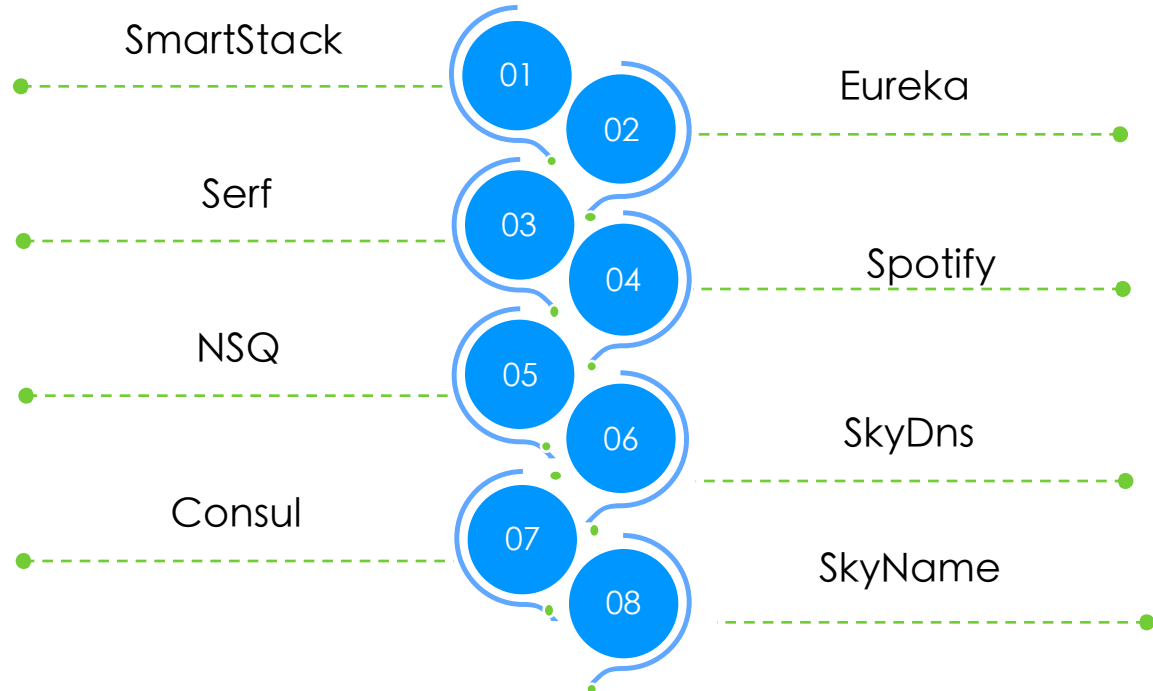 SmartStack
01
Eureka
02
Serf
03
Spotify
04
NSQ
05
SkyDns
06
Consul
07
SkyName
08